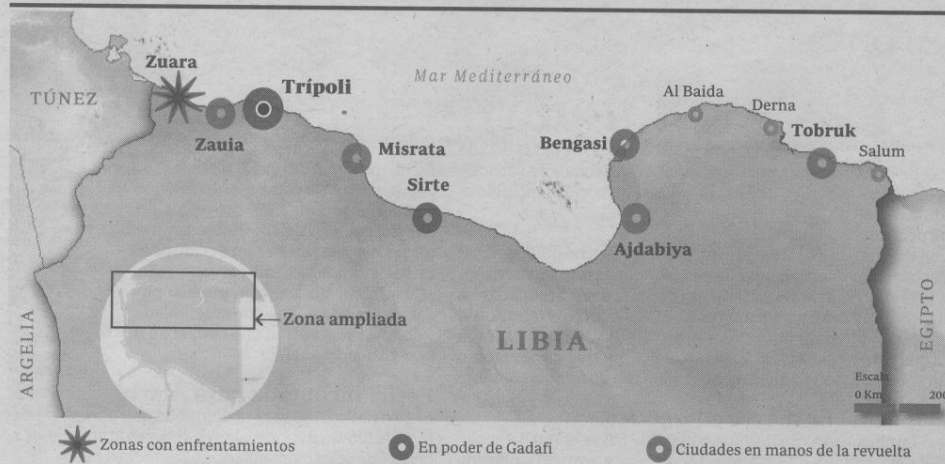 Zuara
Trípoli
Mar Mediterráneo
TÚNEZ
Al Baida
Derna
Zauia
Misrata
Bengasi
Tobruk
Salum
Sirte
Ajdabiya
Zona ampliada
LIBIA
ARGELIA
EGIPTO
Escala
0 Km
200
Zonas con enfrentamientos
En poder de Gadafi
Ciudades en manos de la revuelta